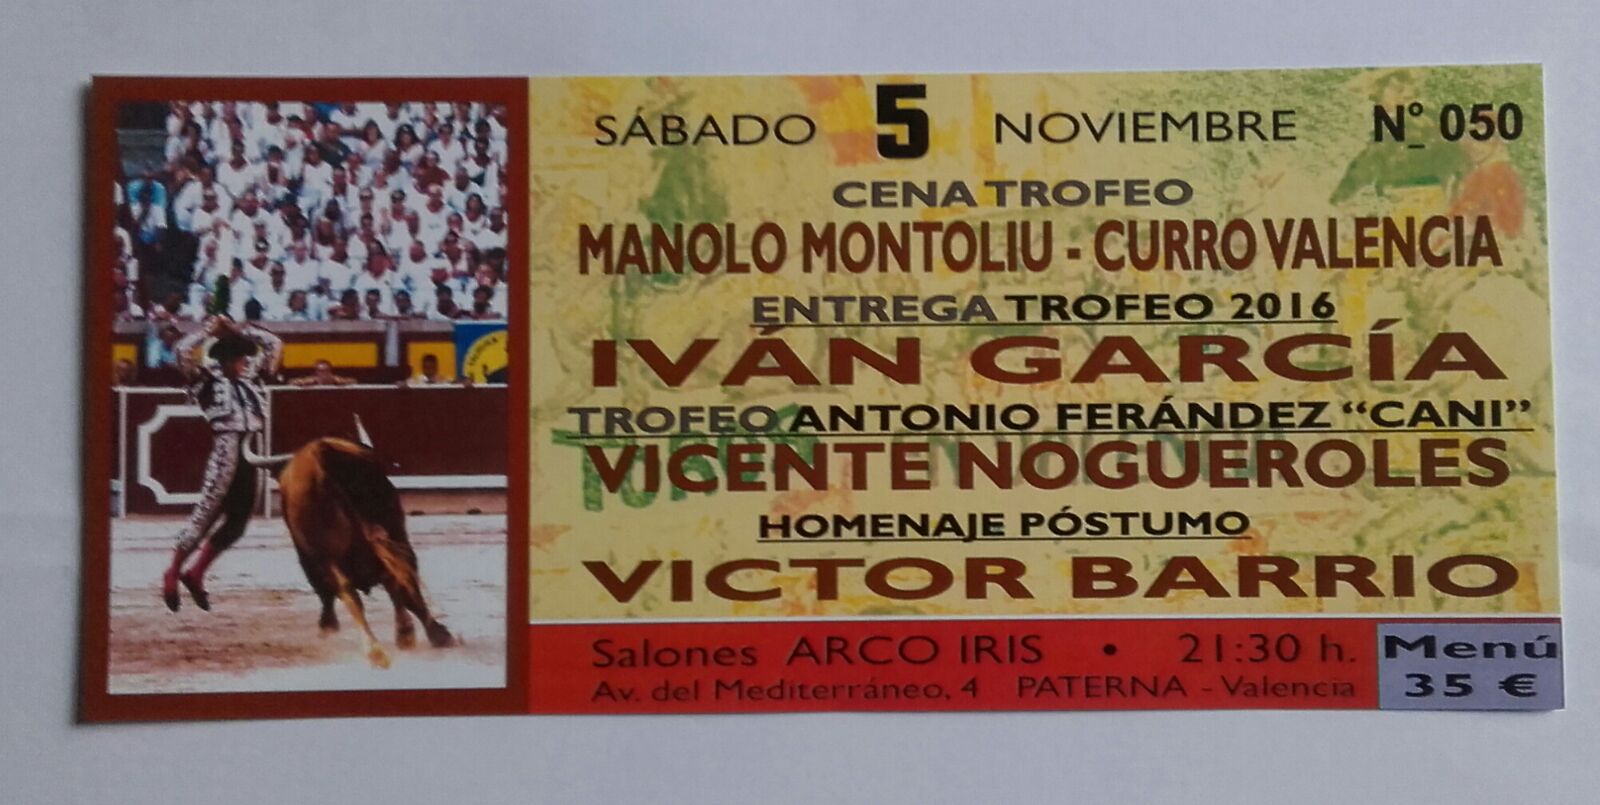 SÁBADO 5 NOVIEMBRE Nº 050
CENA TROFEO
MANOLO MONTOLIU - CURRO VALENCIA
ENTREGA TROFEO 2016
IVÁN GARCÍA
TROFEO ANTONIO FERÁNDEZ “CANI”
VICENTE NOGUEROLES
HOMENAJE PÓSTUMO
VICTOR BARRIO
Salones ARCO IRIS • 21:30 h.
Av. del Mediterráneo, 4 PATERNA - Valencia
Menú
35 €